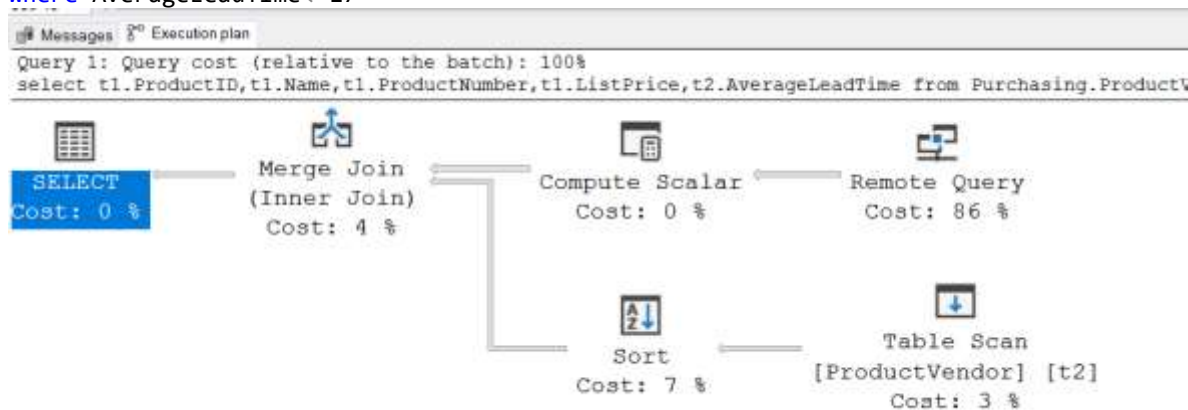 where AverageLeadTime
Messages Execution plan
Query 1: Query cost (relative to the batch): 100%
select t1.ProductID,t1.Name,t1.ProductNumber,t1.ListPrice,t2.AverageLeadTime from Purchasing.ProductV
SELECT
Cost: 0 %
Merge Join
(Inner Join)
Cost: 4 %
Compute Scalar
Cost: 0 %
Remote Query
Cost: 86 %
Sort
Cost: 7 %
Table Scan
[ProductVendor] [t2]
Cost: 3 %